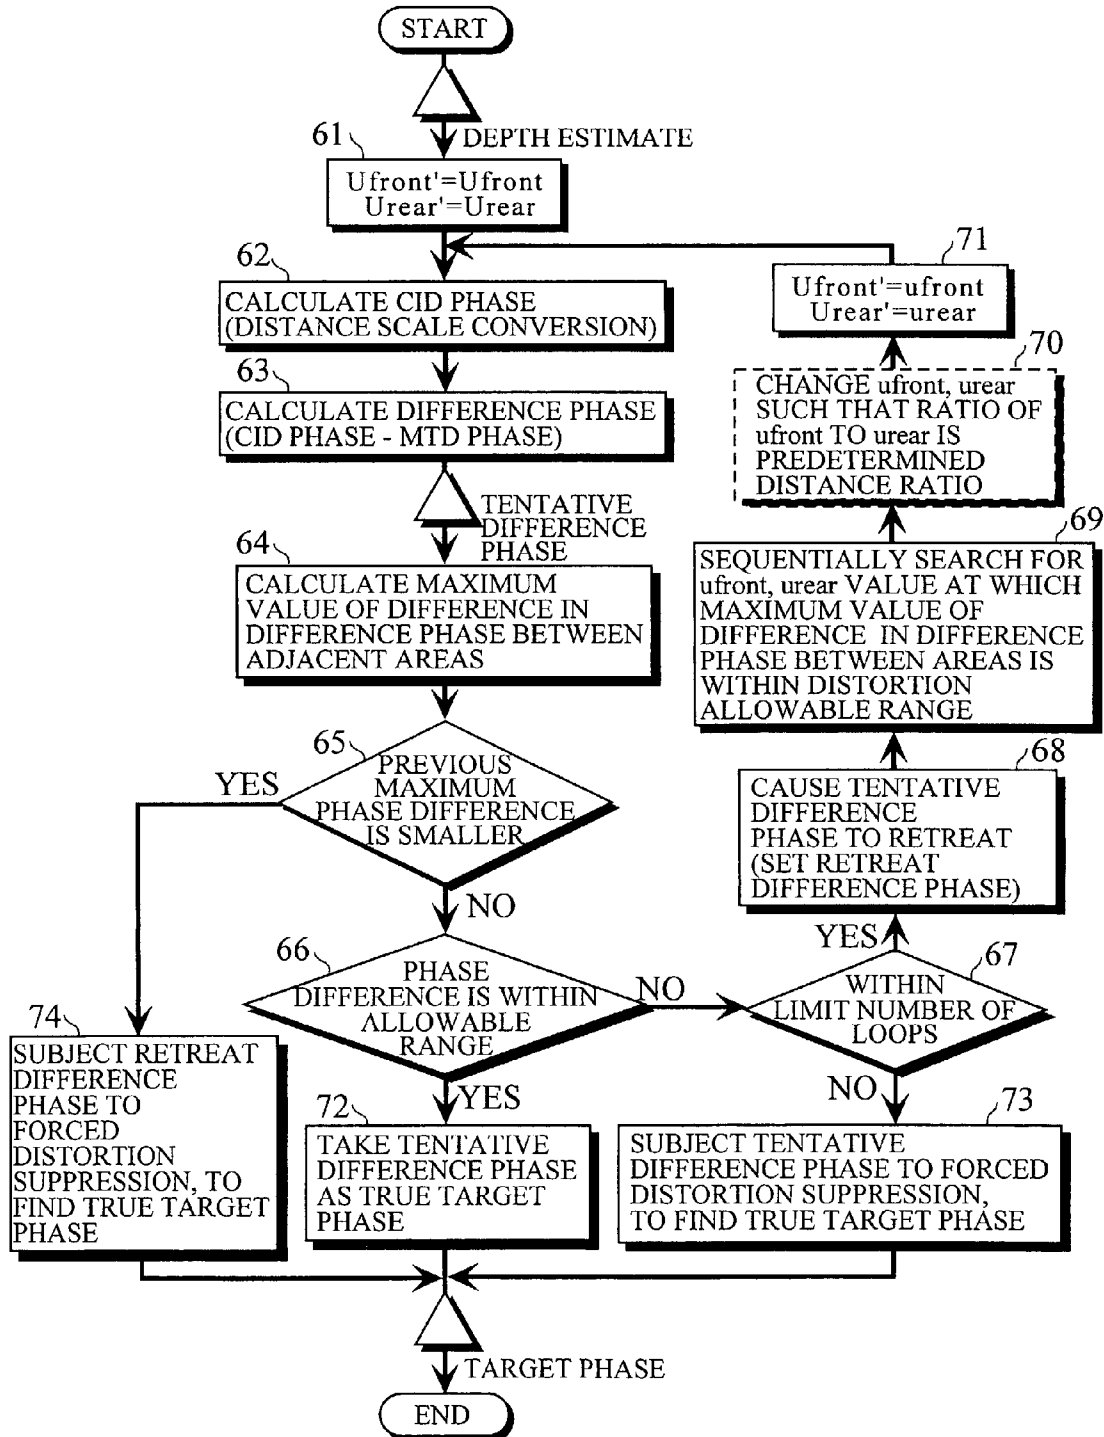 START
DEPTH ESTIMATE
61
Ufront'=Ufront
Urear'=Urear
62
CALCULATE CID PHASE
(DISTANCE SCALE CONVERSION)
63
CALCULATE DIFFERENCE PHASE
(CID PHASE - MTD PHASE)
TENTATIVE
DIFFERENCE
PHASE
64
CALCULATE MAXIMUM
VALUE OF DIFFERENCE IN
DIFFERENCE PHASE BETWEEN
ADJACENT AREAS
65
PREVIOUS
MAXIMUM
PHASE DIFFERENCE
IS SMALLER
YES
NO
66
PHASE
DIFFERENCE IS WITHIN
ALLOWABLE
RANGE
NO
YES
67
WITHIN
LIMIT NUMBER OF
LOOPS
YES
NO
68
CAUSE TENTATIVE
DIFFERENCE
PHASE TO RETREAT
(SET RETREAT
DIFFERENCE PHASE)
69
SEQUENTIALLY SEARCH FOR
ufront, urear VALUE AT WHICH
MAXIMUM VALUE OF
DIFFERENCE IN DIFFERENCE
PHASE BETWEEN AREAS IS
WITHIN DISTORTION
ALLOWABLE RANGE
70
CHANGE ufront, urear
SUCH THAT RATIO OF
ufront TO urear IS
PREDETERMINED
DISTANCE RATIO
71
Ufront'=ufront
Urear'=urear
74
SUBJECT RETREAT
DIFFERENCE
PHASE TO
FORCED
DISTORTION
SUPPRESSION, TO
FIND TRUE TARGET
PHASE
72
TAKE TENTATIVE
DIFFERENCE PHASE
AS TRUE TARGET
PHASE
73
SUBJECT TENTATIVE
DIFFERENCE PHASE TO FORCED
DISTORTION SUPPRESSION,
TO FIND TRUE TARGET PHASE
TARGET PHASE
END